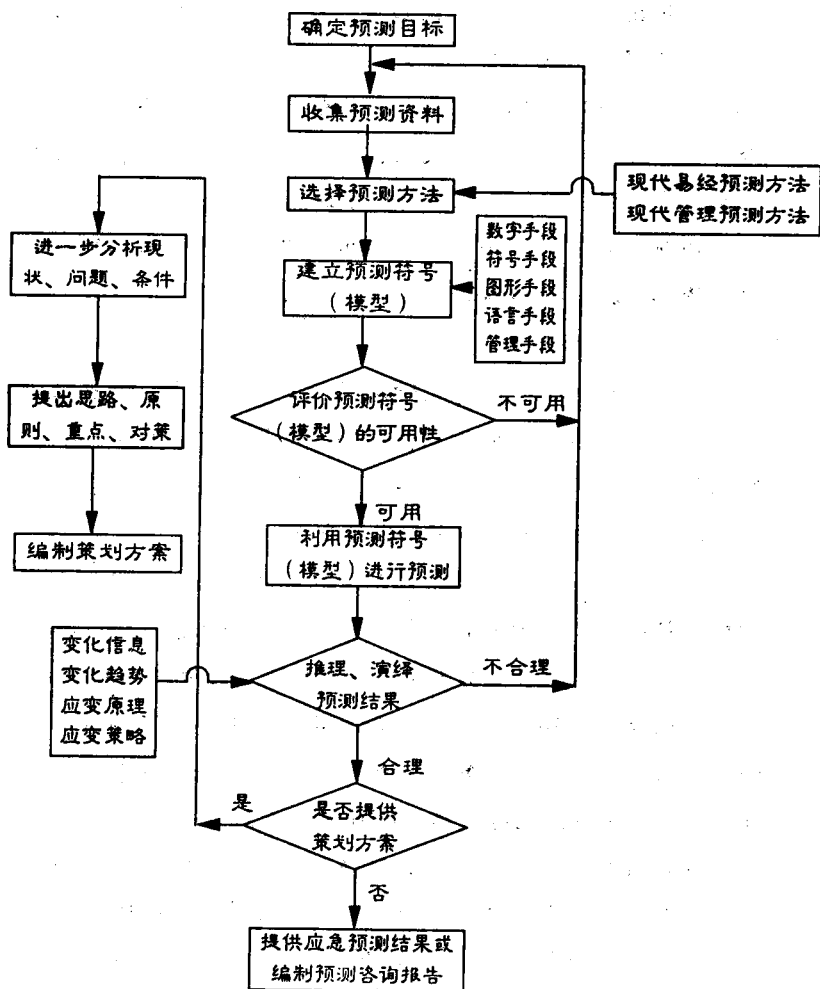 确定预测目标
收集预测资料
选择预测方法
现代易经预测方法
现代管理预测方法
建立预测符号
（模型）
数字手段
符号手段
图形手段
语言手段
管理手段
进一步分析现
状、问题、条件
提出思路、原
则、重点、对策
编制策划方案
评价预测符号
（模型）的可用性
不可用
可用
利用预测符号
（模型）进行预测
变化信息
变化趋势
应变原理
应变策略
推理、演绎
预测结果
不合理
合理
是否提供
策划方案
是
否
提供应急预测结果或
编制预测咨询报告